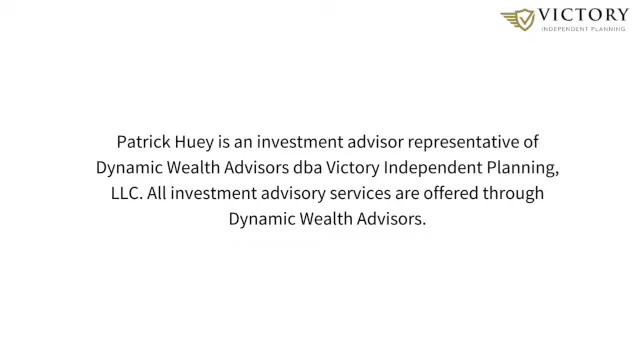 VICTORY
INDEPENDENT PLANNING
Patrick Huey is an investment advisor representative of
Dynamic Wealth Advisors dba Victory Independent Planning,
LLC. All investment advisory services are offered through
Dynamic Wealth Advisors.